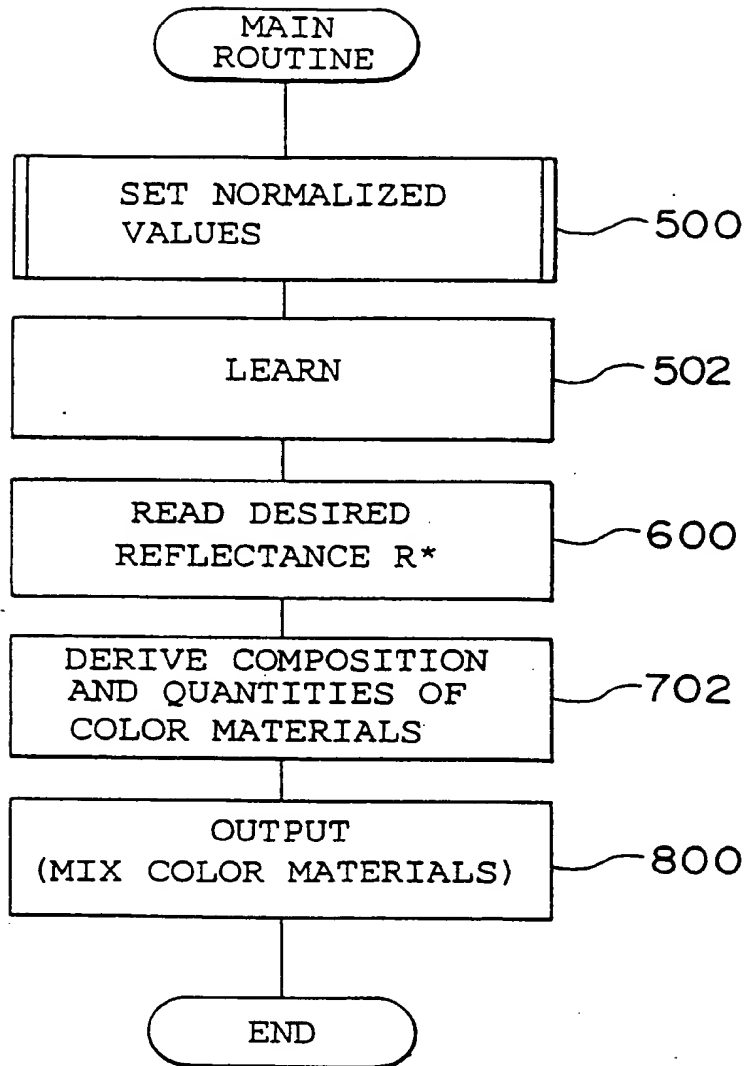 MAIN
ROUTINE
SET NORMALIZED
VALUES
500
LEARN
502
READ DESIRED
REFLECTANCE R*
600
DERIVE COMPOSITION
AND QUANTITIES OF
COLOR MATERIALS
702
OUTPUT
(MIX COLOR MATERIALS)
800
END